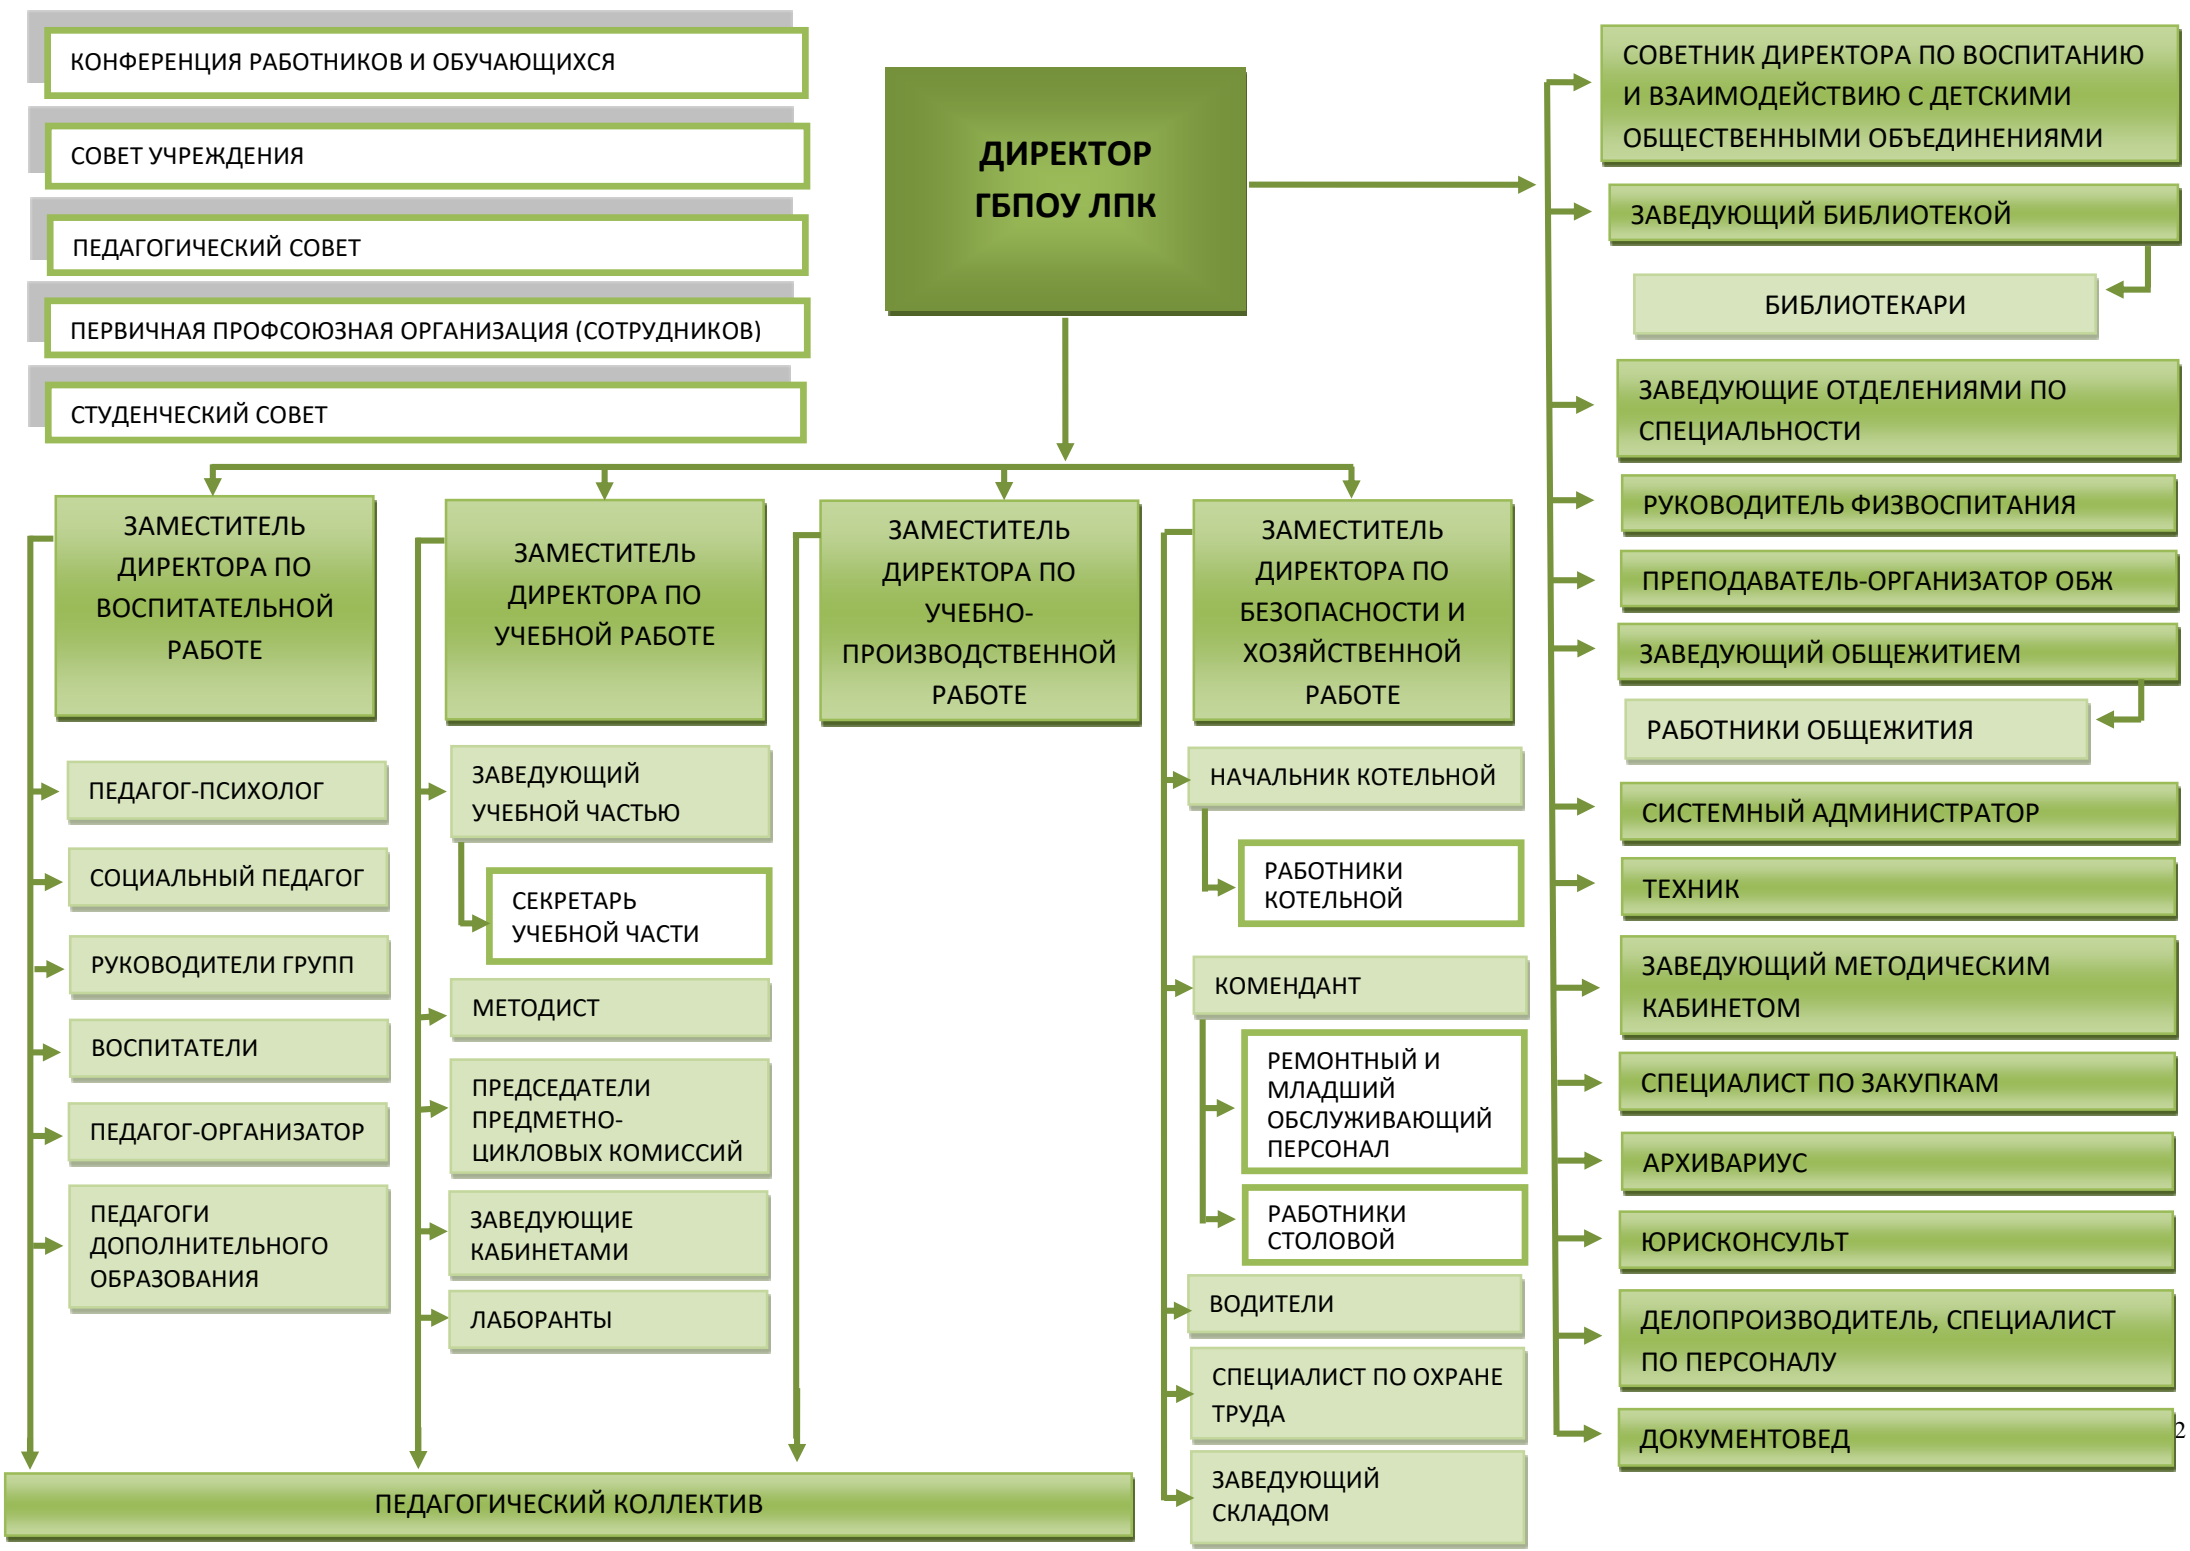 КОНФЕРЕНЦИЯ РАБОТНИКОВ И ОБУЧАЮЩИХСЯ
СОВЕТ УЧРЕЖДЕНИЯ
ПЕДАГОГИЧЕСКИЙ СОВЕТ
ПЕРВИЧНАЯ ПРОФСОЮЗНАЯ ОРГАНИЗАЦИЯ (СОТРУДНИКОВ)
СТУДЕНЧЕСКИЙ СОВЕТ
ДИРЕКТОР
ГБПОУ ЛПК
ЗАМЕСТИТЕЛЬ
ДИРЕКТОРА ПО
ВОСПИТАТЕЛЬНОЙ
РАБОТЕ
ПЕДАГОГ-ПСИХОЛОГ
СОЦИАЛЬНЫЙ ПЕДАГОГ
РУКОВОДИТЕЛИ ГРУПП
ВОСПИТАТЕЛИ
ПЕДАГОГ-ОРГАНИЗАТОР
ПЕДАГОГИ
ДОПОЛНИТЕЛЬНОГО
ОБРАЗОВАНИЯ
ЗАМЕСТИТЕЛЬ
ДИРЕКТОРА ПО
УЧЕБНОЙ РАБОТЕ
ЗАВЕДУЮЩИЙ
УЧЕБНОЙ ЧАСТЬЮ
СЕКРЕТАРЬ
УЧЕБНОЙ ЧАСТИ
МЕТОДИСТ
ПРЕДСЕДАТЕЛИ
ПРЕДМЕТНО-
ЦИКЛОВЫХ КОМИССИЙ
ЗАВЕДУЮЩИЕ
КАБИНЕТАМИ
ЛАБОРАНТЫ
ЗАМЕСТИТЕЛЬ
ДИРЕКТОРА ПО
УЧЕБНО-
ПРОИЗВОДСТВЕННОЙ
РАБОТЕ
ПЕДАГОГИЧЕСКИЙ КОЛЛЕКТИВ
ЗАМЕСТИТЕЛЬ
ДИРЕКТОРА ПО
БЕЗОПАСНОСТИ И
ХОЗЯЙСТВЕННОЙ
РАБОТЕ
НАЧАЛЬНИК КОТЕЛЬНОЙ
РАБОТНИКИ
КОТЕЛЬНОЙ
КОМЕНДАНТ
РЕМОНТНЫЙ И
МЛАДШИЙ
ОБСЛУЖИВАЮЩИЙ
ПЕРСОНАЛ
РАБОТНИКИ
СТОЛОВОЙ
ВОДИТЕЛИ
СПЕЦИАЛИСТ ПО ОХРАНЕ
ТРУДА
ЗАВЕДУЮЩИЙ
СКЛАДОМ
СОВЕТНИК ДИРЕКТОРА ПО ВОСПИТАНИЮ
И ВЗАИМОДЕЙСТВИЮ С ДЕТСКИМИ
ОБЩЕСТВЕННЫМИ ОБЪЕДИНЕНИЯМИ
ЗАВЕДУЮЩИЙ БИБЛИОТЕКОЙ
БИБЛИОТЕКАРИ
ЗАВЕДУЮЩИЕ ОТДЕЛЕНИЯМИ ПО
СПЕЦИАЛЬНОСТИ
РУКОВОДИТЕЛЬ ФИЗВОСПИТАНИЯ
ПРЕПОДАВАТЕЛЬ-ОРГАНИЗАТОР ОБЖ
ЗАВЕДУЮЩИЙ ОБЩЕЖИТИЕМ
РАБОТНИКИ ОБЩЕЖИТИЯ
СИСТЕМНЫЙ АДМИНИСТРАТОР
ТЕХНИК
ЗАВЕДУЮЩИЙ МЕТОДИЧЕСКИМ
КАБИНЕТОМ
СПЕЦИАЛИСТ ПО ЗАКУПКАМ
АРХИВАРИУС
ЮРИСКОНСУЛЬТ
ДЕЛОПРОИЗВОДИТЕЛЬ, СПЕЦИАЛИСТ
ПО ПЕРСОНАЛУ
ДОКУМЕНТОВЕД
2